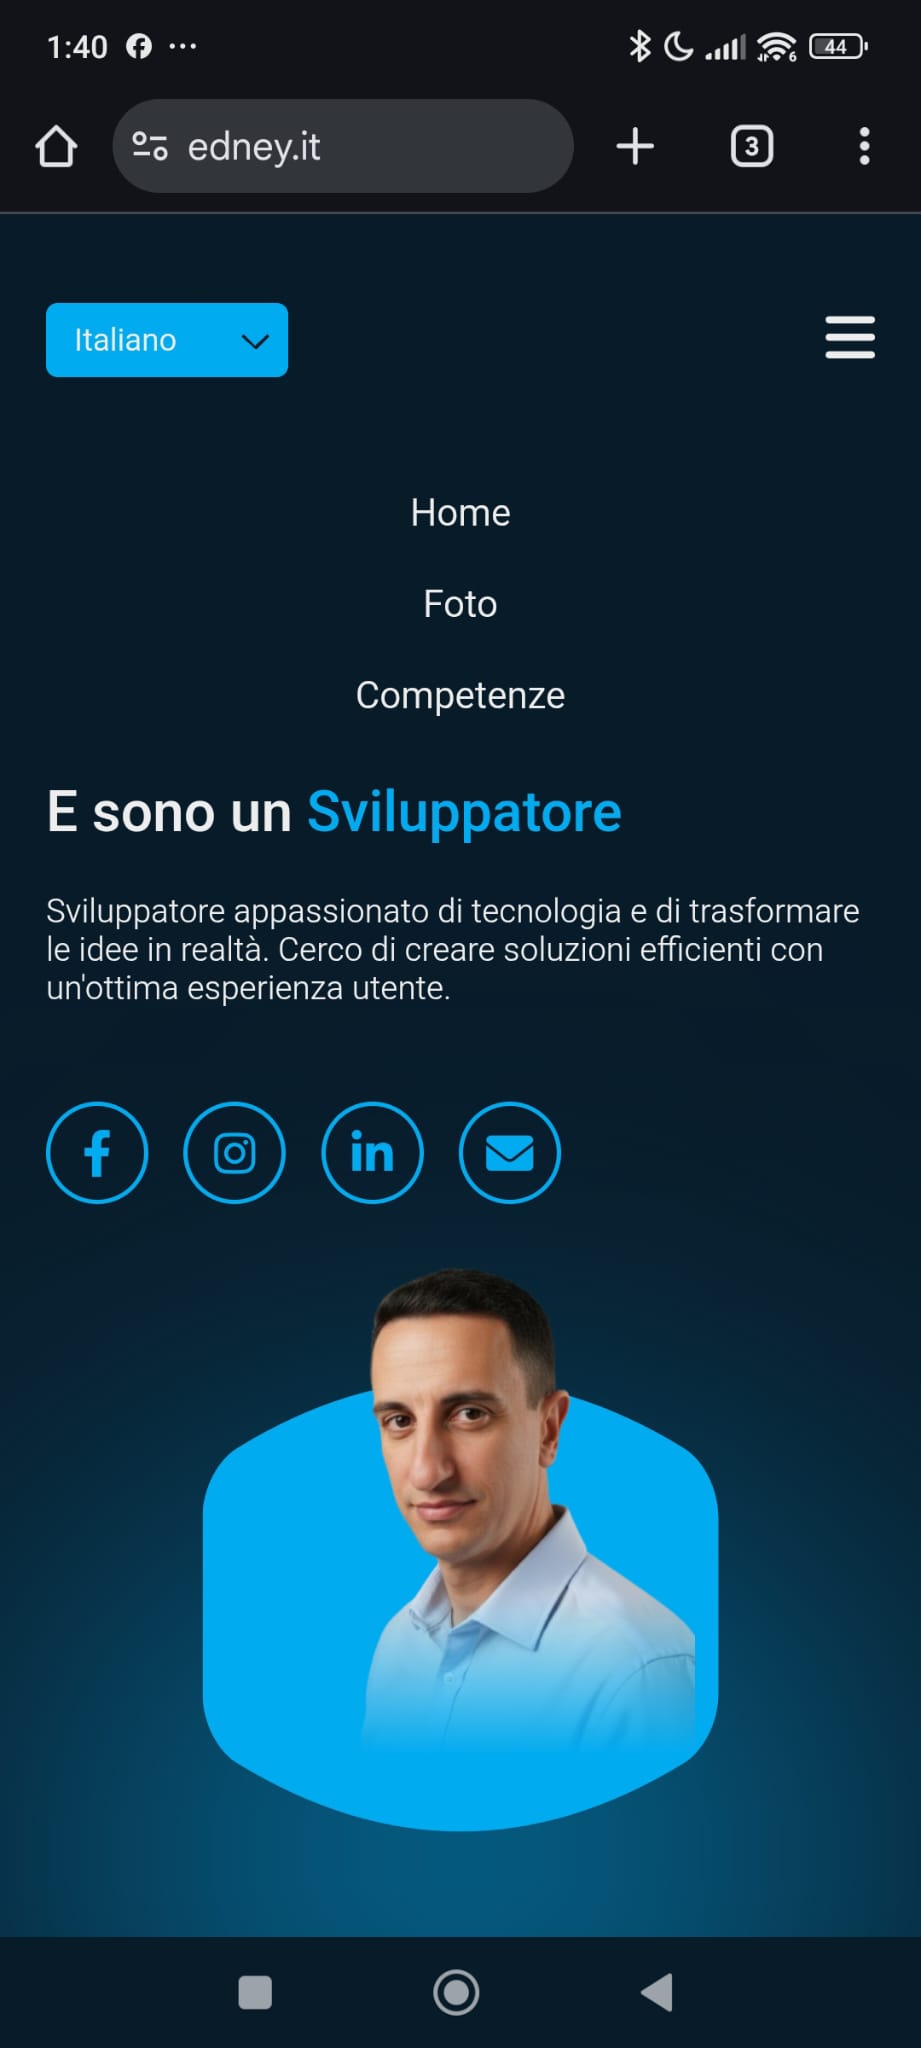 1:40
44
edney.it
3
Italiano
Home
Foto
Competenze
E sono un Sviluppatore
Sviluppatore appassionato di tecnologia e di trasformare
le idee in realtà. Cerco di creare soluzioni efficienti con
un'ottima esperienza utente.